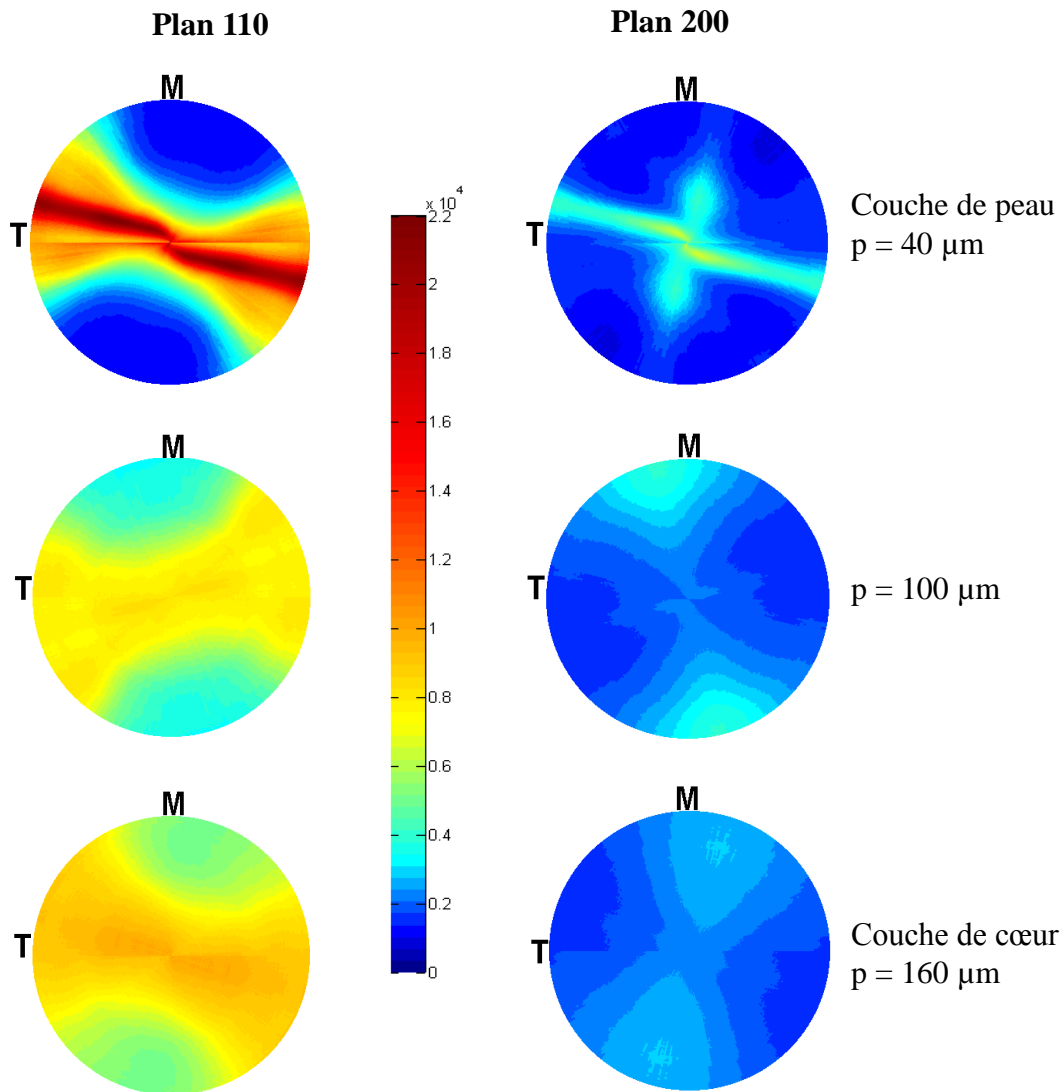 Plan 110
Plan 200
M
M
T
T
x 10⁴
2.2
2
1.8
1.6
1.4
1.2
1
0.8
0.6
0.4
0.2
0
Couche de peau
p = 40 µm
M
M
T
T
p = 100 µm
M
M
T
T
Couche de cœur
p = 160 µm